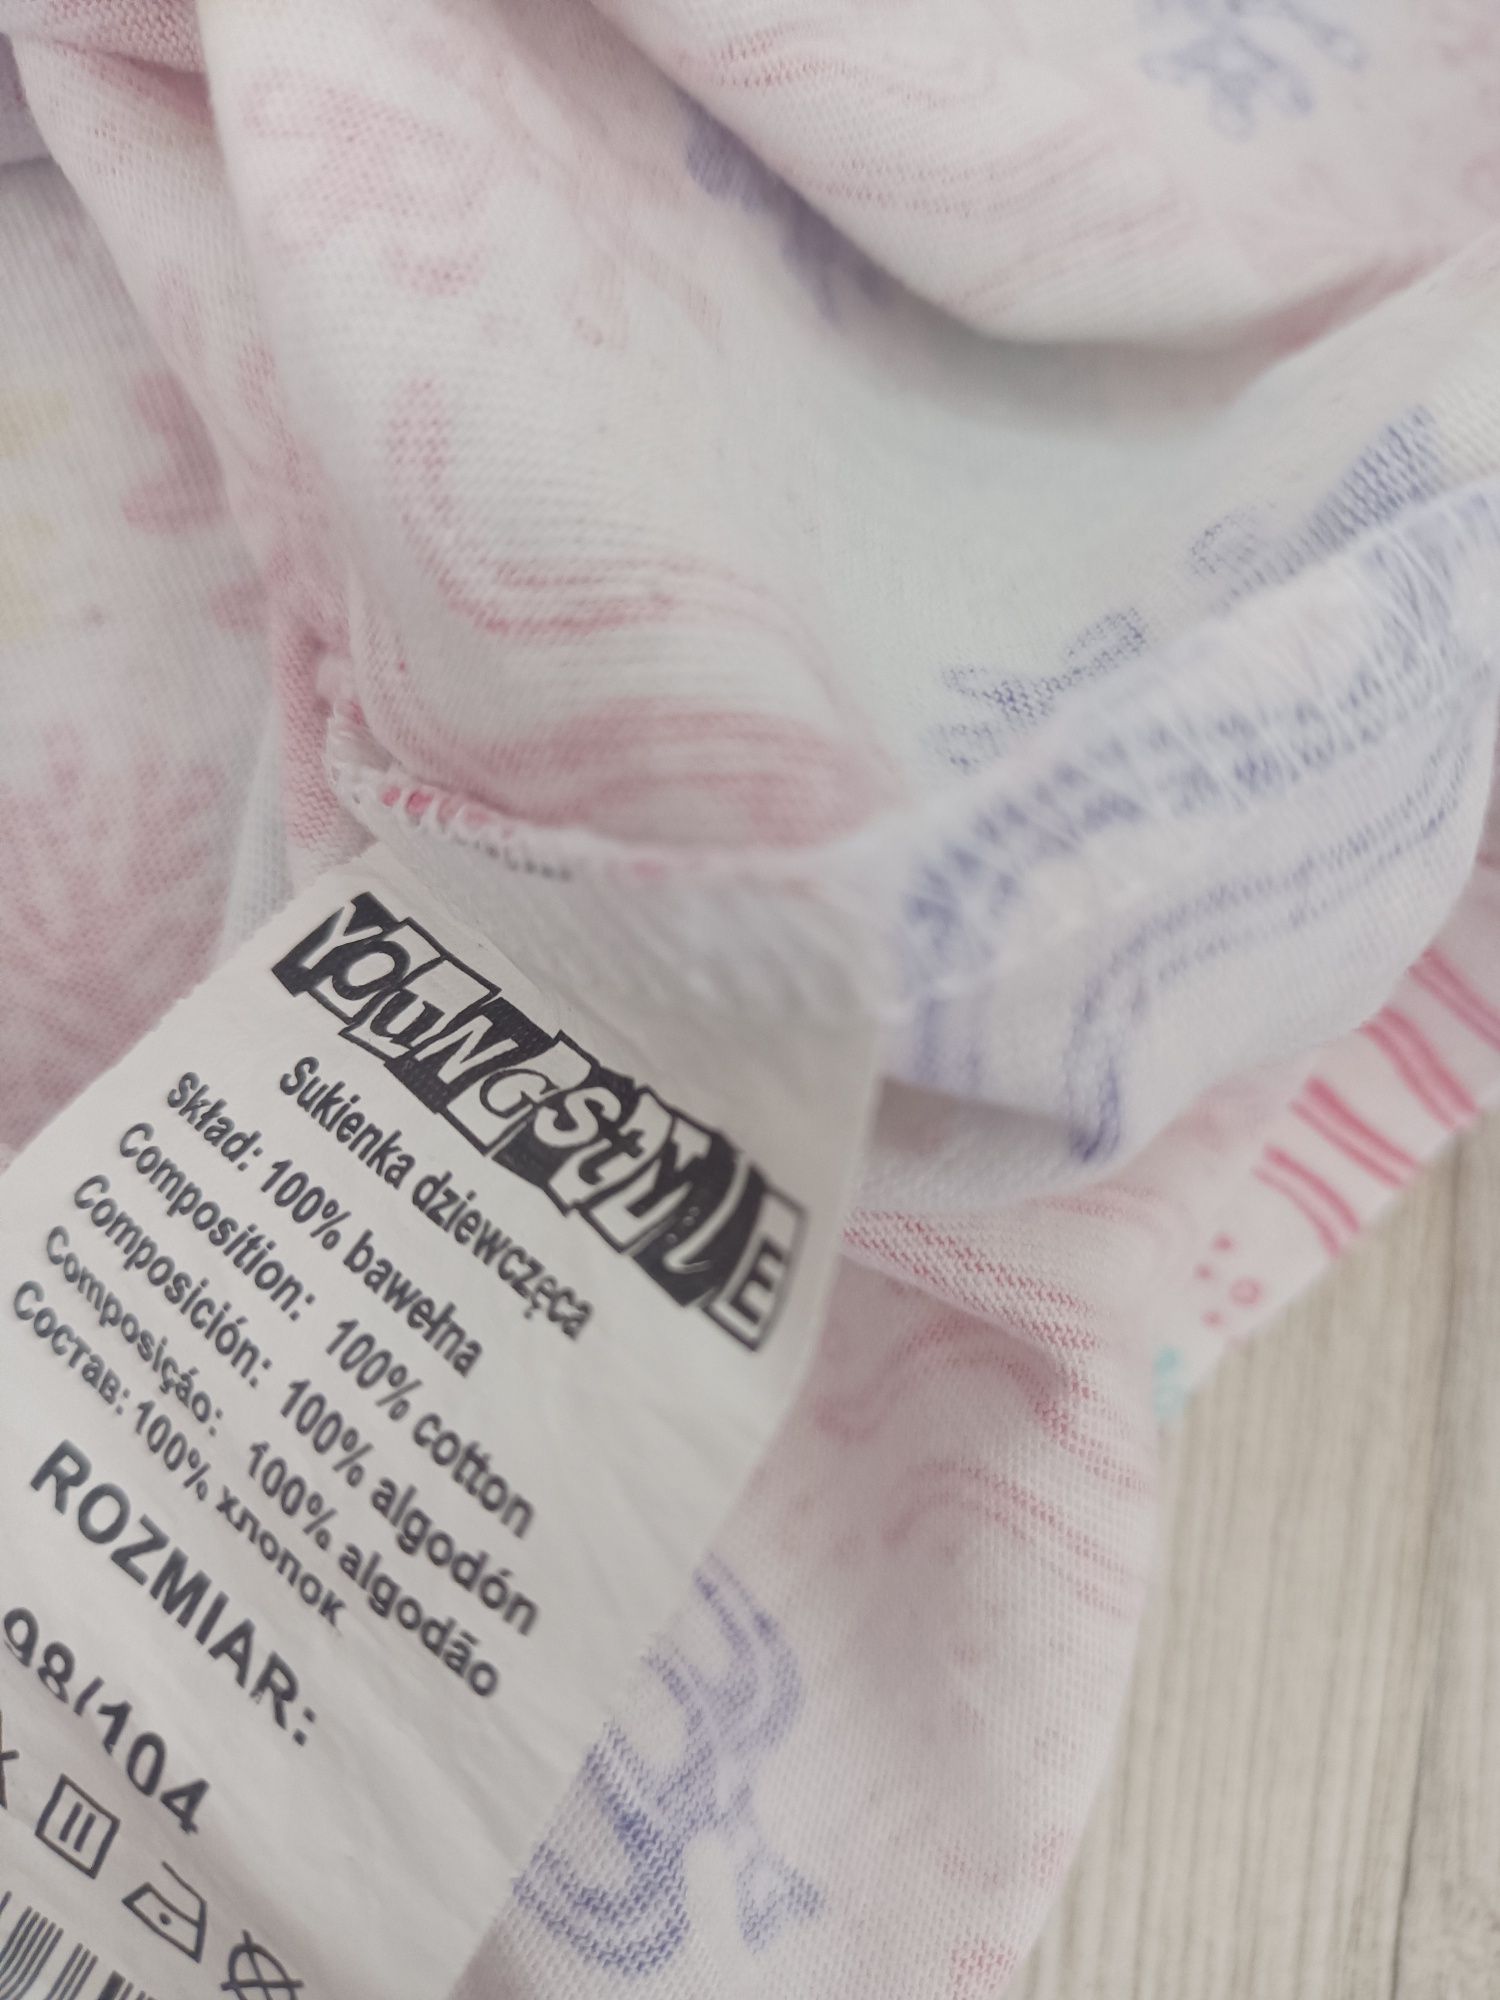 YOUNGSTYLE
Sukienka dziewczęca
Skład: 100% bawełna
Composition: 100% cotton
Composición: 100% algodón
Composiçáo: 100% algodão
Состав: 100% хлопок
ROZMIAR:
98/104